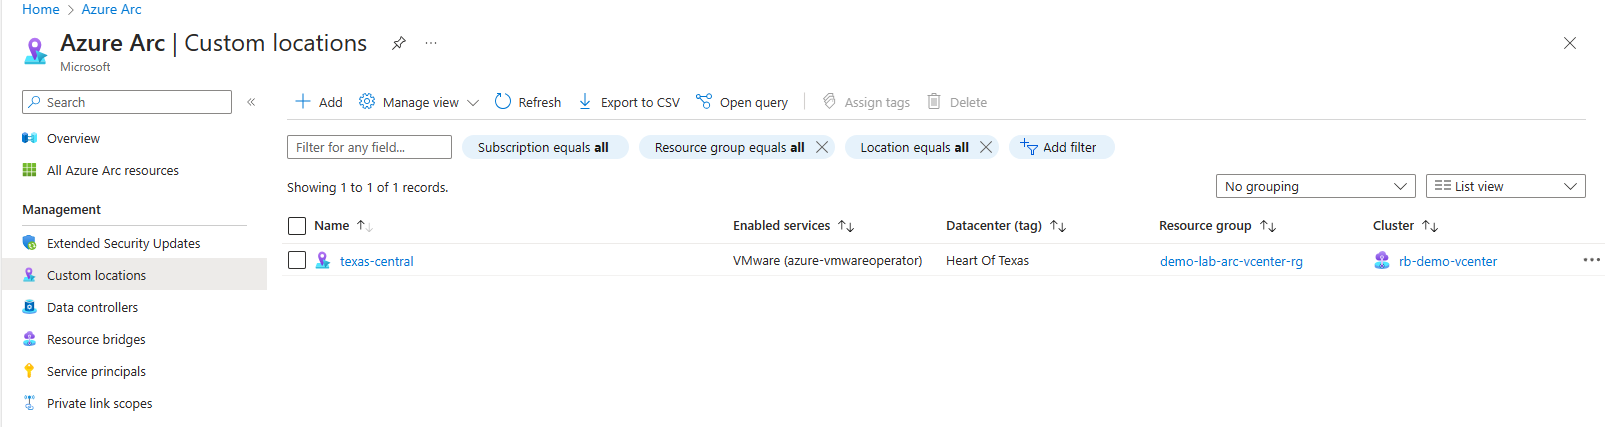 Home > Azure Arc
Azure Arc | Custom locations
Microsoft
Search
Overview
All Azure Arc resources
Management
Extended Security Updates
Custom locations
Data controllers
Resource bridges
Service principals
Private link scopes
Add Manage view Refresh Export to CSV Open query Assign tags Delete
Filter for any field... Subscription equals all Resource group equals all Location equals all Add filter
Showing 1 to 1 of 1 records. No grouping List view
Name Enabled services Datacenter (tag) Resource group Cluster
texas-central VMware (azure-vmwareoperator) Heart Of Texas demo-lab-arc-vcenter-rg rb-demo-vcenter